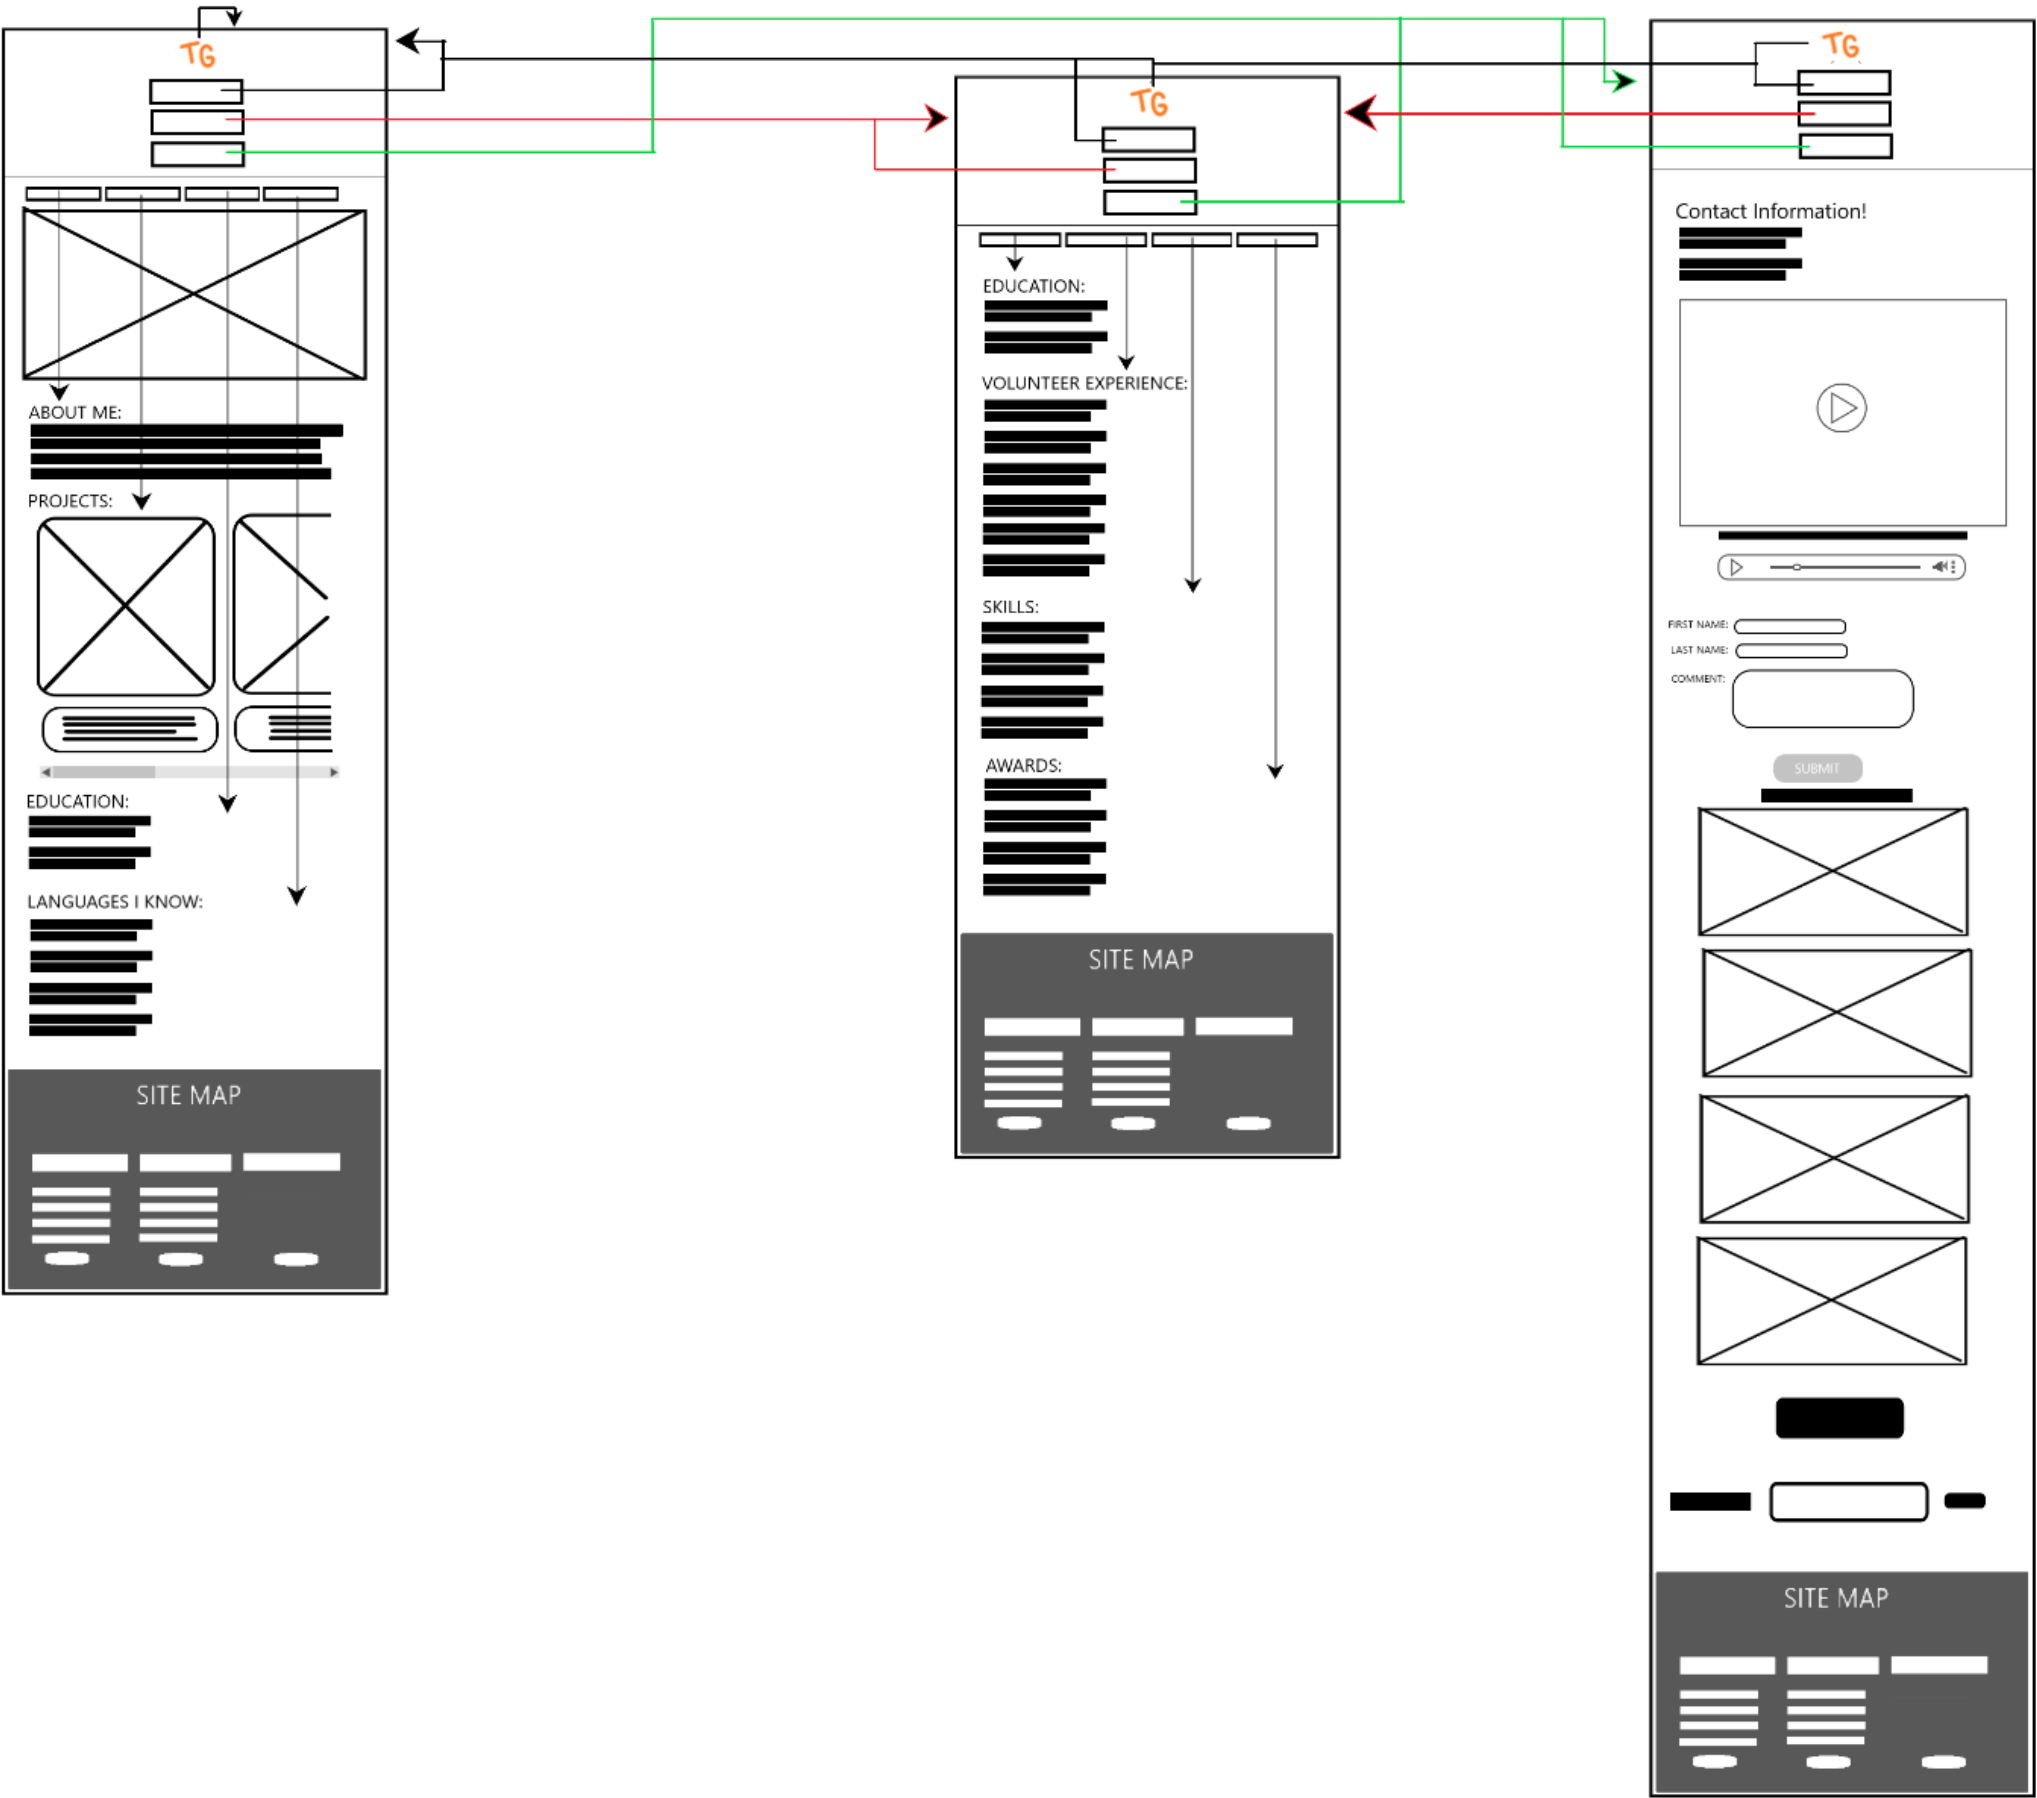 TG
ABOUT ME:
PROJECTS:
EDUCATION:
LANGUAGES I KNOW:
SITE MAP
TG
EDUCATION:
VOLUNTEER EXPERIENCE:
SKILLS:
AWARDS:
SITE MAP
TG
Contact Information!
FIRST NAME:
LAST NAME:
COMMENT:
SUBMIT
SITE MAP